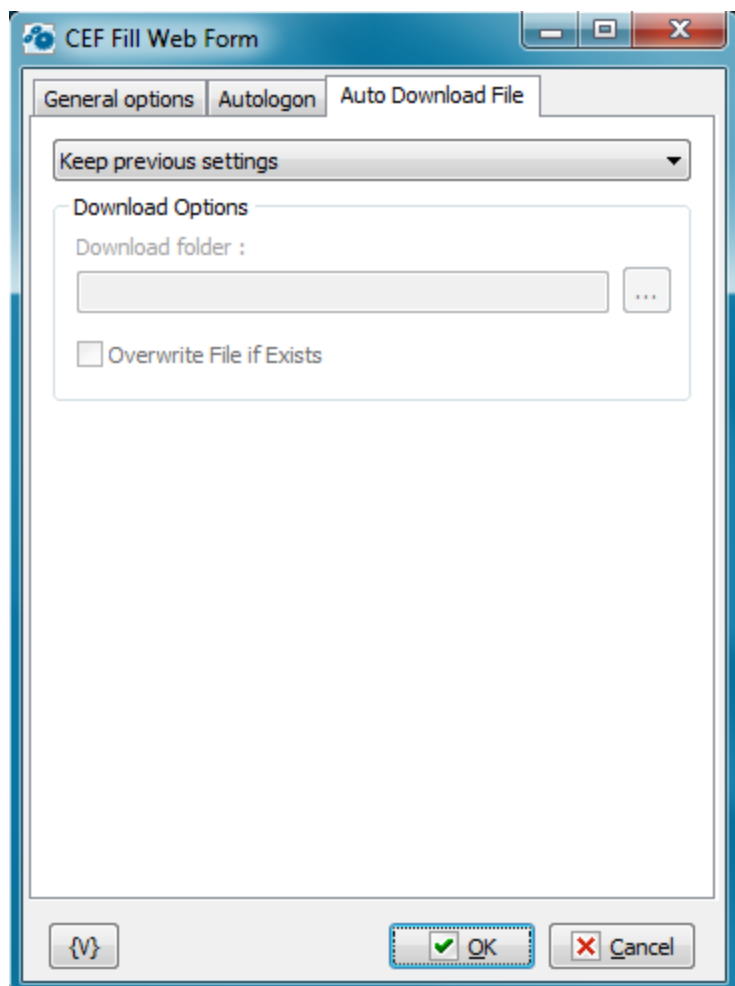 CEF Fill Web Form
General options Autologon Auto Download File
Keep previous settings
Download Options
Download folder :
...
Overwrite File if Exists
{V} OK Cancel